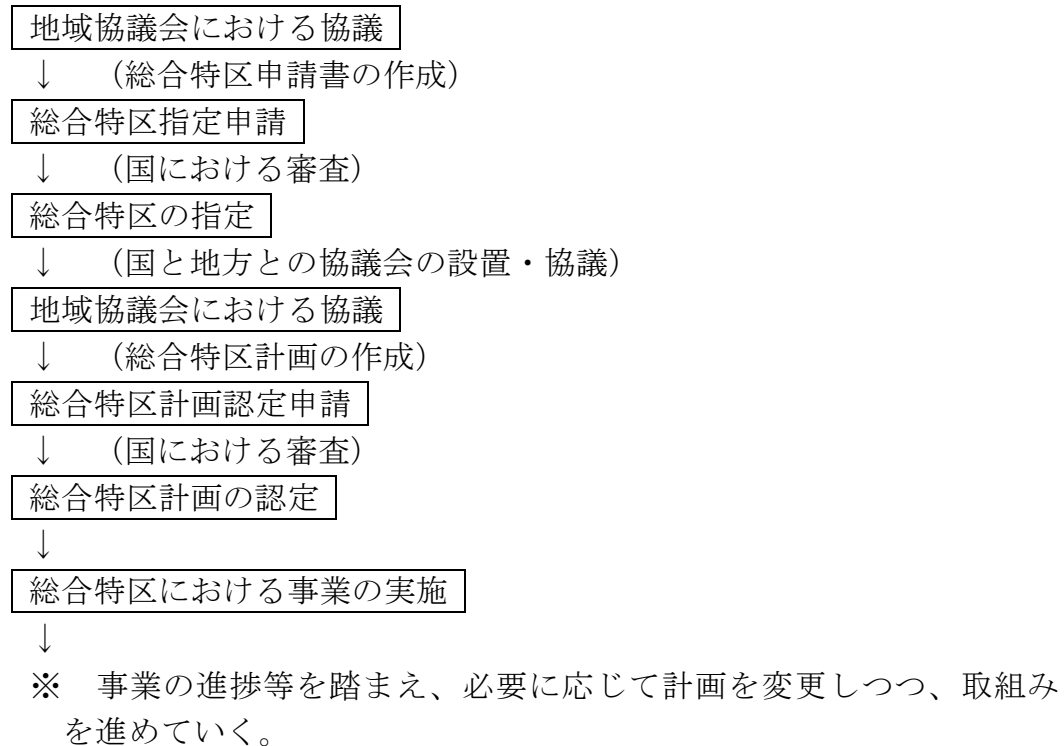 地域協議会における協議
↓　（総合特区申請書の作成）
総合特区指定申請
↓　（国における審査）
総合特区の指定
↓　（国と地方との協議会の設置・協議）
地域協議会における協議
↓　（総合特区計画の作成）
総合特区計画認定申請
↓　（国における審査）
総合特区計画の認定
↓
総合特区における事業の実施
↓
※　事業の進捗等を踏まえ、必要に応じて計画を変更しつつ、取組み
を進めていく。